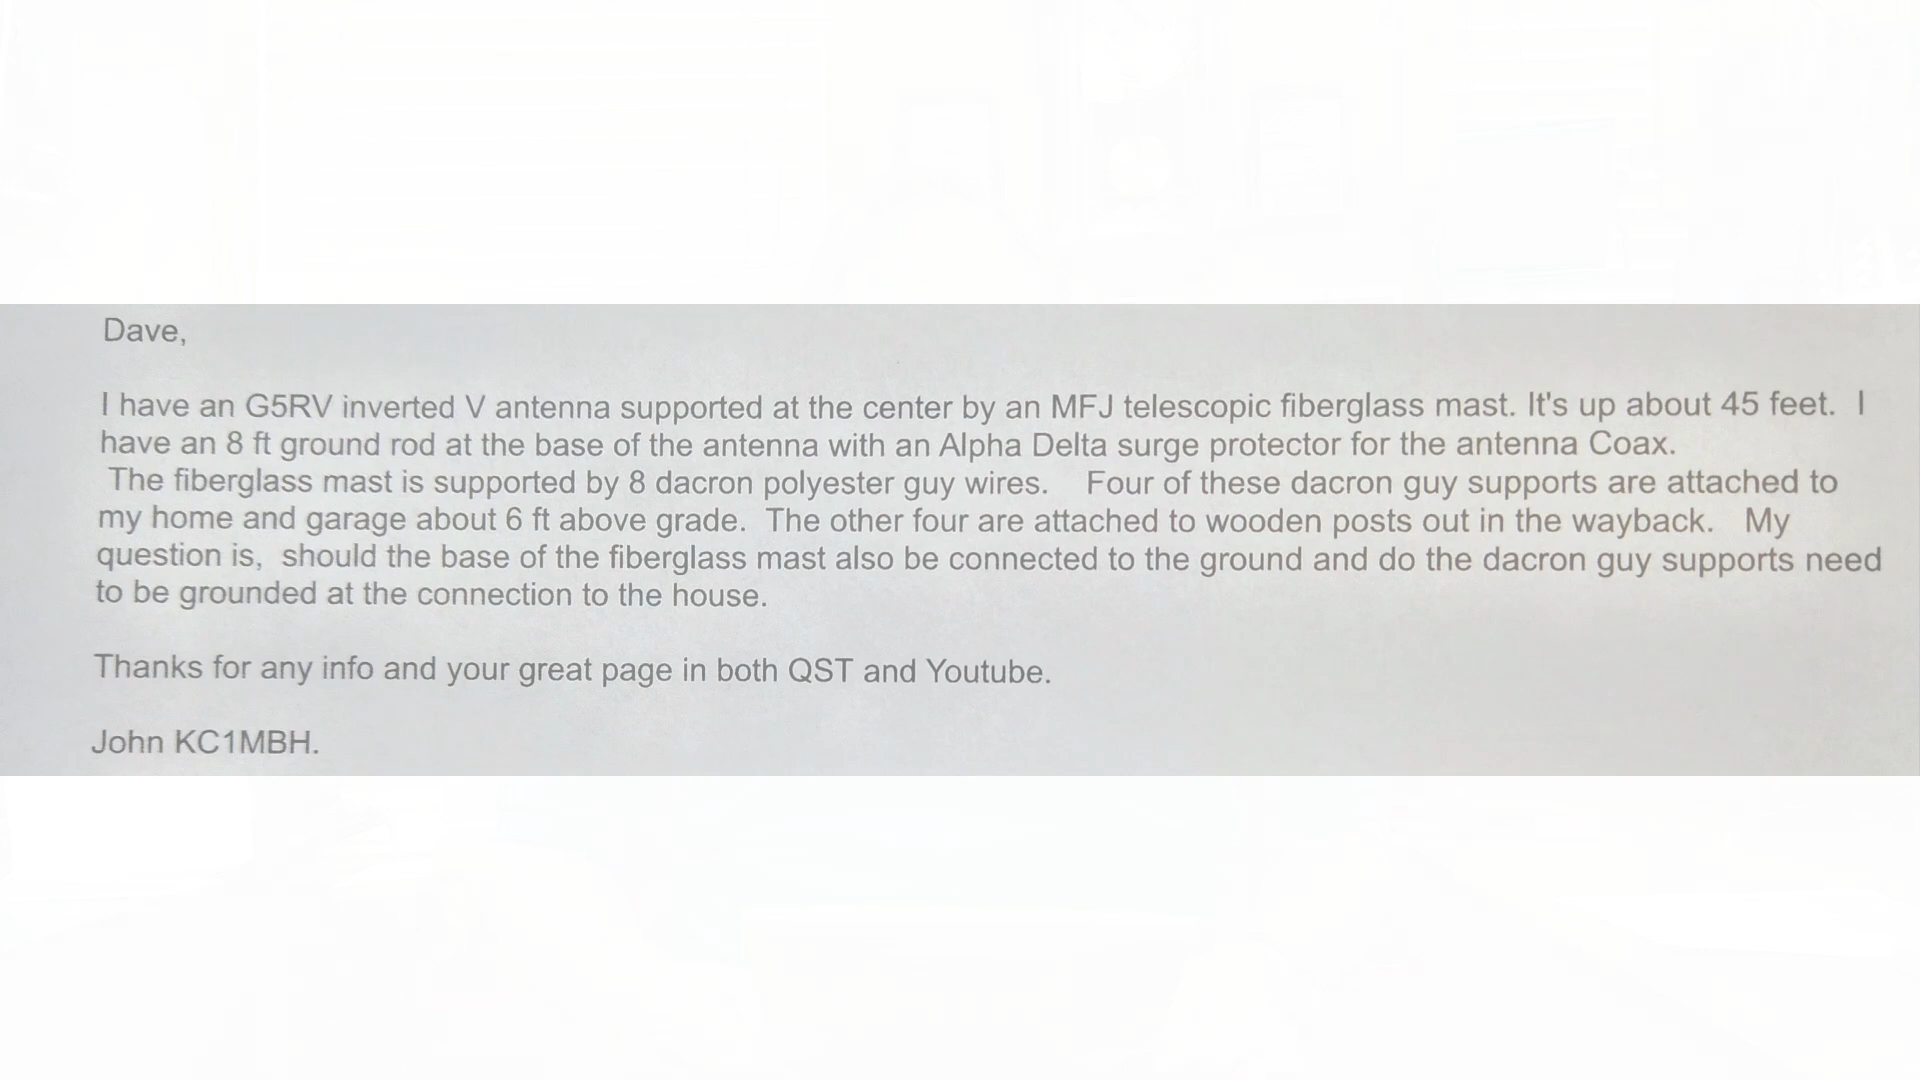 Dave,
I have an G5RV inverted V antenna supported at the center by an MFJ telescopic fiberglass mast. It's up about 45 feet. I
have an 8 ft ground rod at the base of the antenna with an Alpha Delta surge protector for the antenna Coax.
The fiberglass mast is supported by 8 dacron polyester guy wires. Four of these dacron guy supports are attached to
my home and garage about 6 ft above grade. The other four are attached to wooden posts out in the wayback. My
question is, should the base of the fiberglass mast also be connected to the ground and do the dacron guy supports need
to be grounded at the connection to the house.
Thanks for any info and your great page in both QST and Youtube.
John KC1MBH.